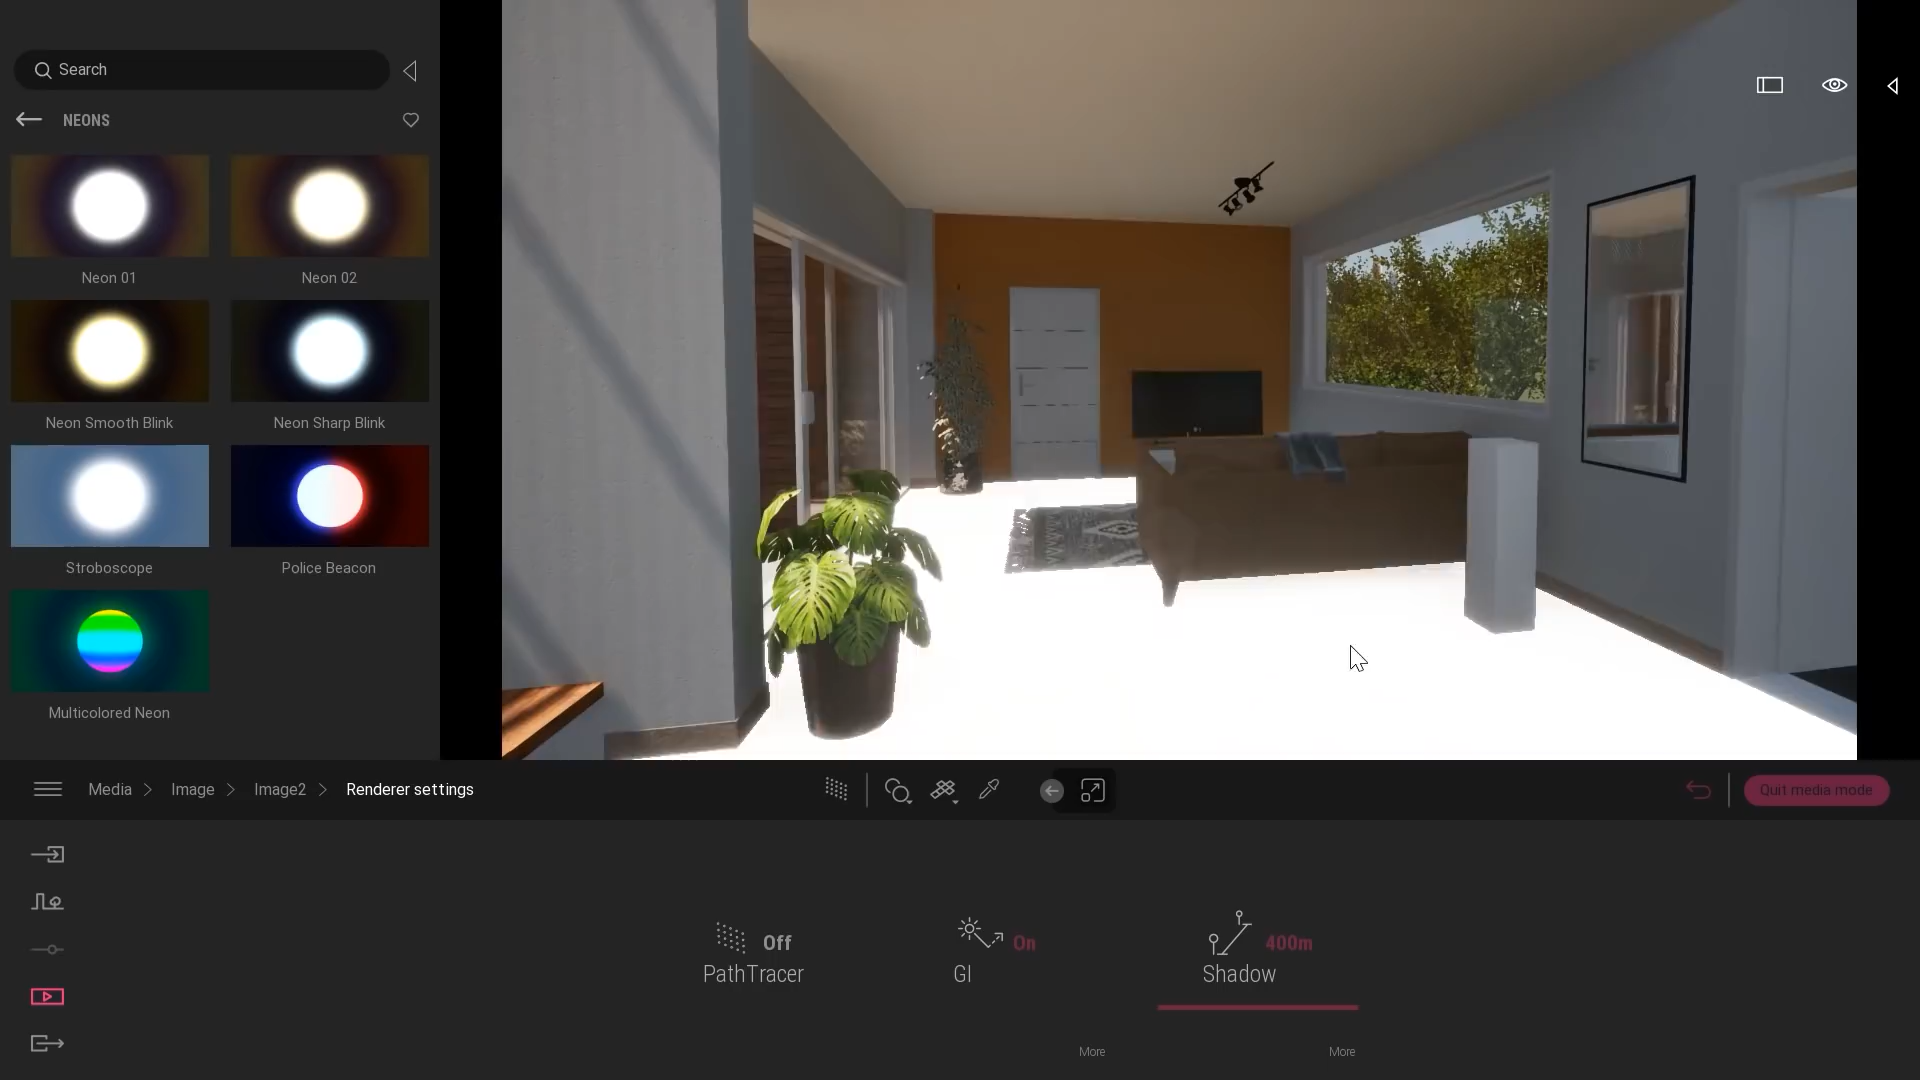 Search
NEONS
Neon 01
Neon 02
Neon Smooth Blink
Neon Sharp Blink
Stroboscope
Police Beacon
Multicolored Neon
Media
Image
Image2
Renderer settings
Quit media mode
Off
PathTracer
On
GI
400m
Shadow
More
More